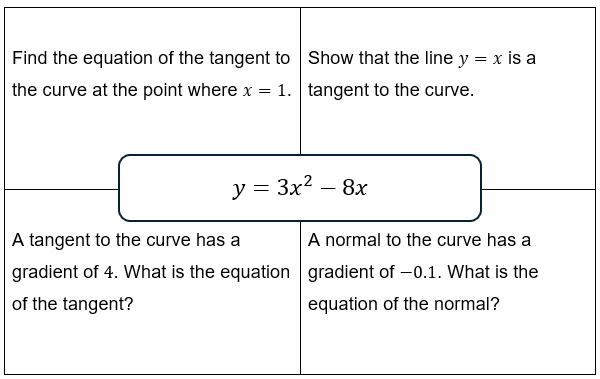 Find the equation of the tangent to
the curve at the point where x = 1.
Show that the line y = x is a
tangent to the curve.
y = 3x² − 8x
A tangent to the curve has a
gradient of 4. What is the equation
of the tangent?
A normal to the curve has a
gradient of −0.1. What is the
equation of the normal?